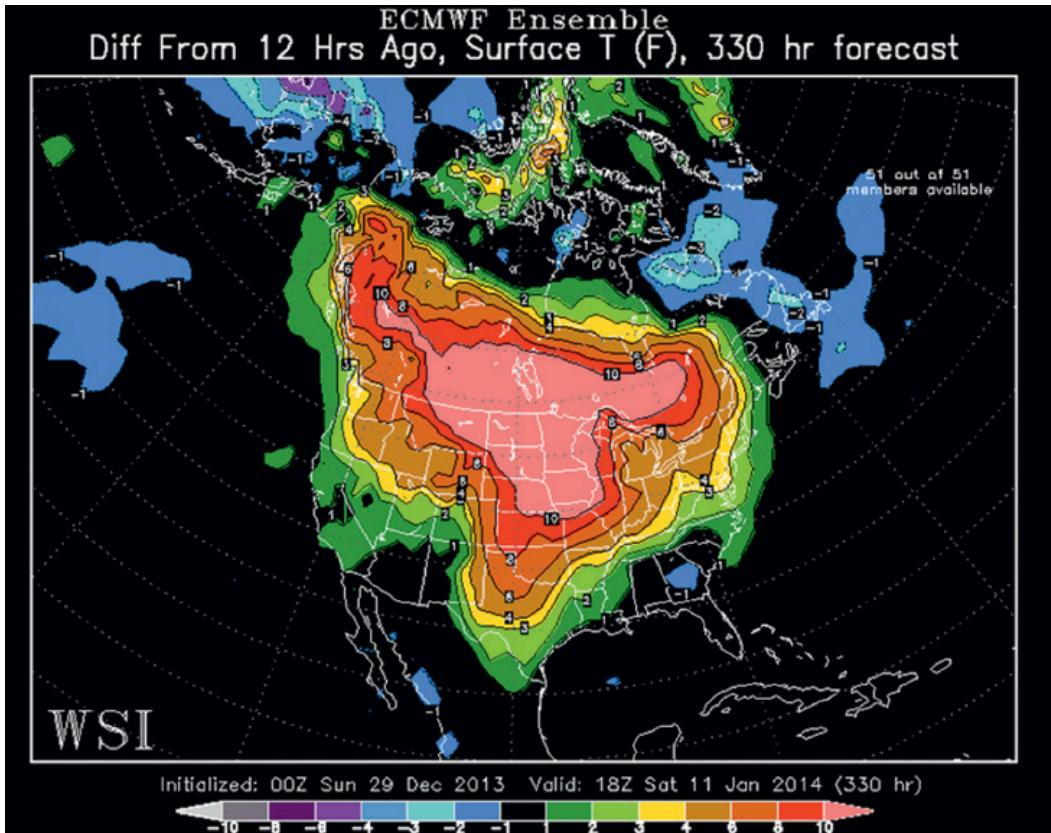 ECMWF Ensemble
Diff From 12 Hrs Ago, Surface T (F), 330 hr forecast
51 out of 51
members available
WSI
Initialized: 00Z Sun 29 Dec 2013 Valid: 18Z Sat 11 Jan 2014 (330 hr)
-10 -8 -6 -4 -3 -2 -1 1 2 3 4 6 8 10